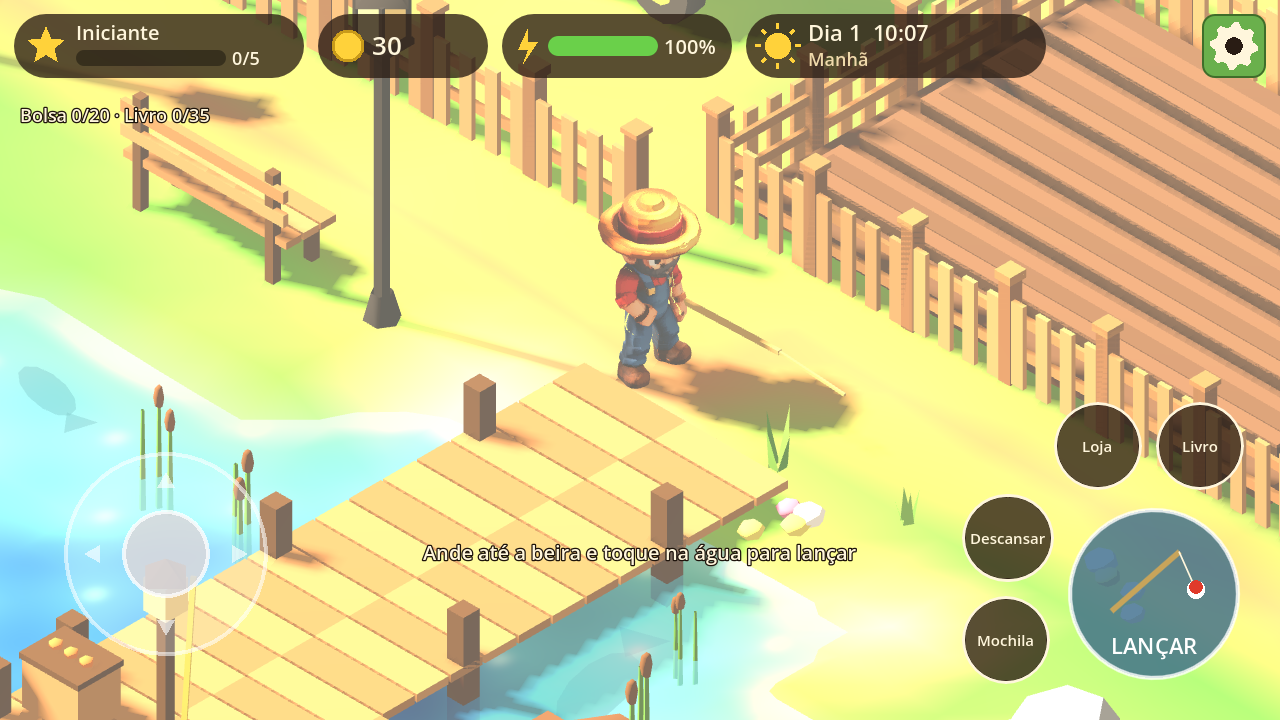 Iniciante
0/5
30
100%
Dia 1 10:07
Manhã
Bolsa 0/20 · Livro 0/35
Loja
Livro
Descansar
Ande até a beira e toque na água para lançar
Mochila
LANÇAR